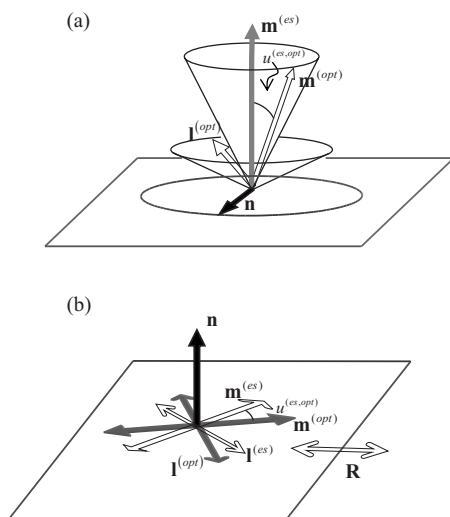 (a)
m^(es)
u^(es,opt)
m^(opt)
l^(opt)
n
(b)
n
m^(es)
u^(es,opt)
m^(opt)
l^(es)
l^(opt)
R